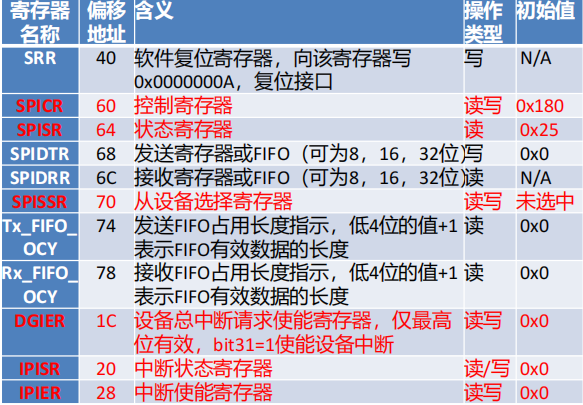 寄存器名称 偏移地址 含义 操作类型 初始值
SRR 40 软件复位寄存器，向该寄存器写 写 N/A
0x0000000A，复位接口
SPICR 60 控制寄存器 读写 0x180
SPISR 64 状态寄存器 读 0x25
SPIDTR 68 发送寄存器或FIFO（可为8，16，32位) 写 0x0
SPIDRR 6C 接收寄存器或FIFO（可为8，16，32位) 读 N/A
SPISSR 70 从设备选择寄存器 读写 未选中
Tx_FIFO_ 74 发送FIFO占用长度指示，低4位的值+1 读 0x0
OCY 表示FIFO有效数据的长度
Rx_FIFO_ 78 接收FIFO占用长度指示，低4位的值+1 读 0x0
OCY 表示FIFO有效数据的长度
DGIER 1C 设备总中断请求使能寄存器，仅最高 读写 0x0
位有效，bit31=1使能设备中断
IPISR 20 中断状态寄存器 读/写 0x0
IPIER 28 中断使能寄存器 读写 0x0